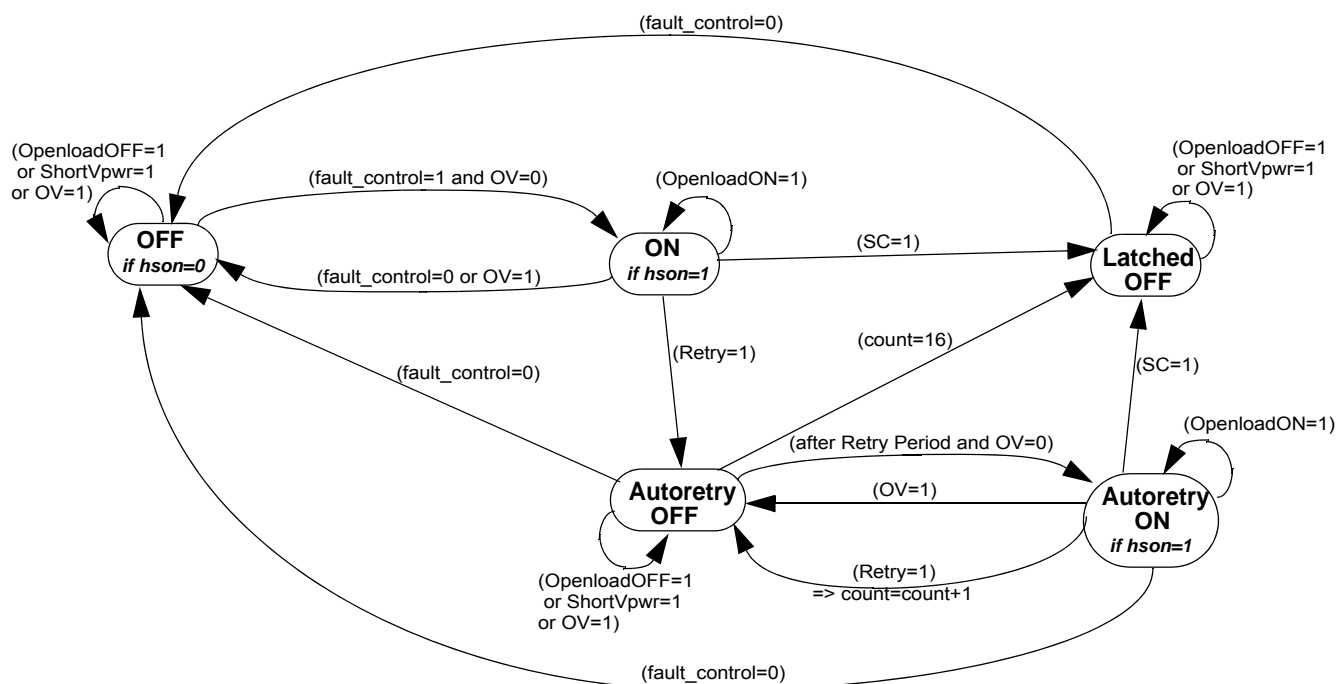 (fault_control=0)
(OpenloadOFF=1
or ShortVpwr=1
or OV=1)
(fault_control=1 and OV=0)
(OpenloadON=1)
(OpenloadOFF=1
or ShortVpwr=1
or OV=1)
OFF
if hson=0
(fault_control=0 or OV=1)
ON
if hson=1
(SC=1)
Latched
OFF
(Retry=1)
(count=16)
(fault_control=0)
(SC=1)
(after Retry Period and OV=0)
(OpenloadON=1)
Autoretry
OFF
(OV=1)
Autoretry
ON
if hson=1
(OpenloadOFF=1
or ShortVpwr=1
or OV=1)
(Retry=1)
=> count=count+1
(fault_control=0)